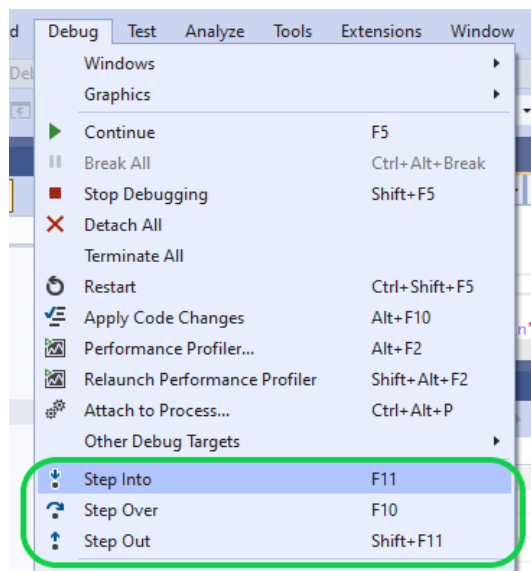 d Debug Test Analyze Tools Extensions Window
Del
Windows
Graphics
Continue F5
Break All Ctrl+Alt+Break
Stop Debugging Shift+F5
Detach All
Terminate All
Restart Ctrl+Shift+F5
Apply Code Changes Alt+F10
Performance Profiler... Alt+F2
Relaunch Performance Profiler Shift+Alt+F2
Attach to Process... Ctrl+Alt+P
Other Debug Targets
Step Into F11
Step Over F10
Step Out Shift+F11